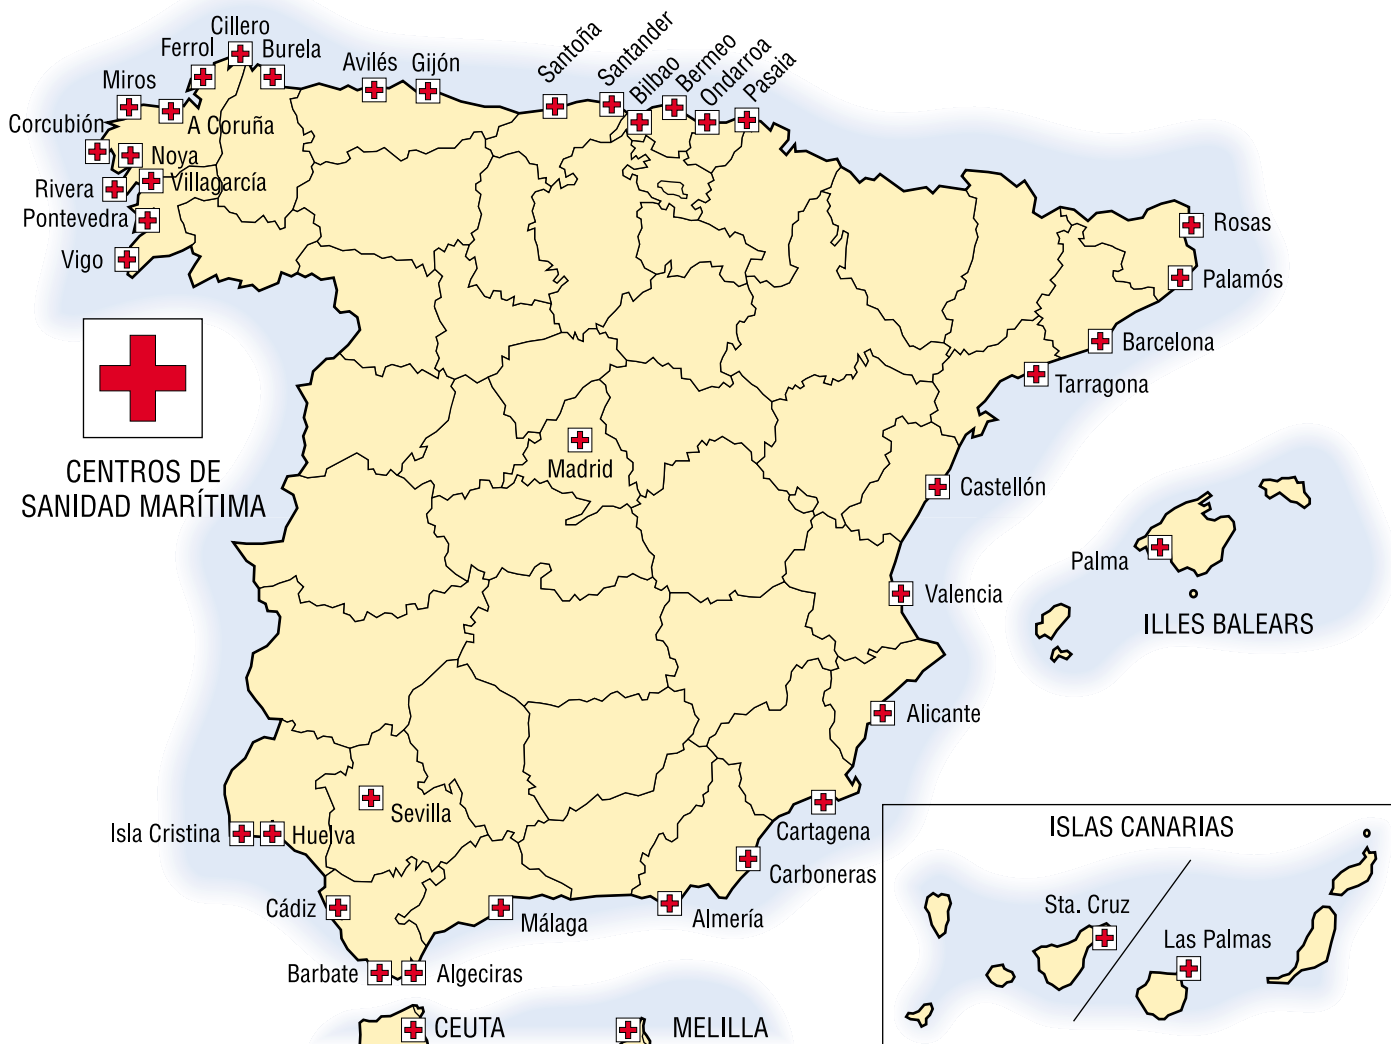 Cillero
Ferrol
Burela
Avilés
Gijón
Santoña
Santander
Bilbao
Bermeo
Ondarroa
Pasaia
Miros
A Coruña
Corcubión
Noya
Rivera
Villagarcía
Pontevedra
Vigo
Rosas
Palamós
Barcelona
Tarragona
CENTROS DE
SANIDAD MARÍTIMA
Madrid
Castellón
Palma
Valencia
ILLES BALEARS
Alicante
Sevilla
Isla Cristina
Huelva
Cartagena
Carboneras
Cádiz
Málaga
Almería
Barbate
Algeciras
CEUTA
MELILLA
ISLAS CANARIAS
Sta. Cruz
Las Palmas